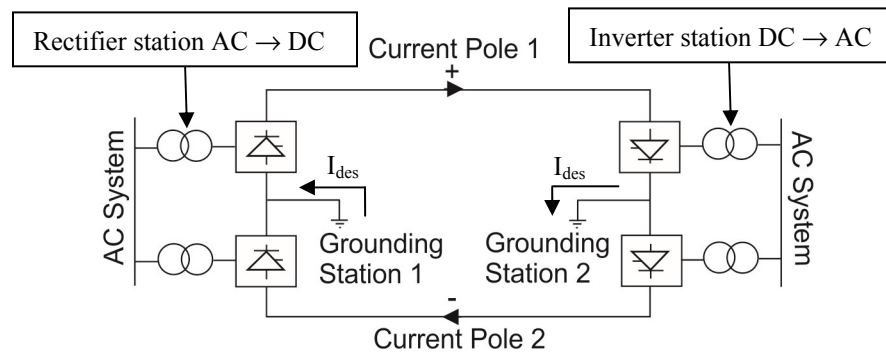 Rectifier station AC → DC
Inverter station DC → AC
Current Pole 1
+
AC System
AC System
I_des
I_des
Grounding
Station 1
Grounding
Station 2
-
Current Pole 2